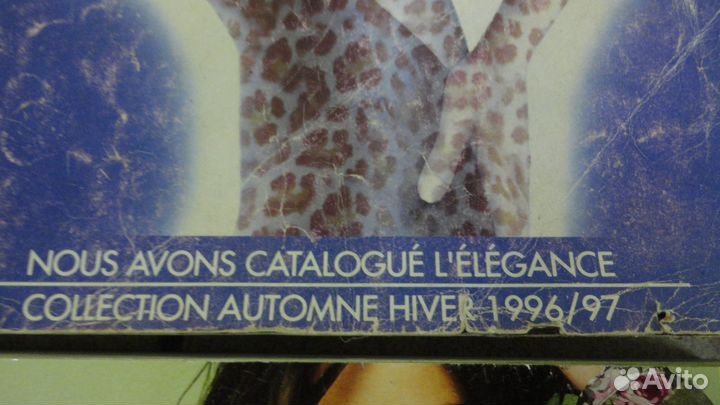 NOUS AVONS CATALOGUÉ L'ÉLÉGANCE
COLLECTION AUTOMNE HIVER 1996/97
Avito